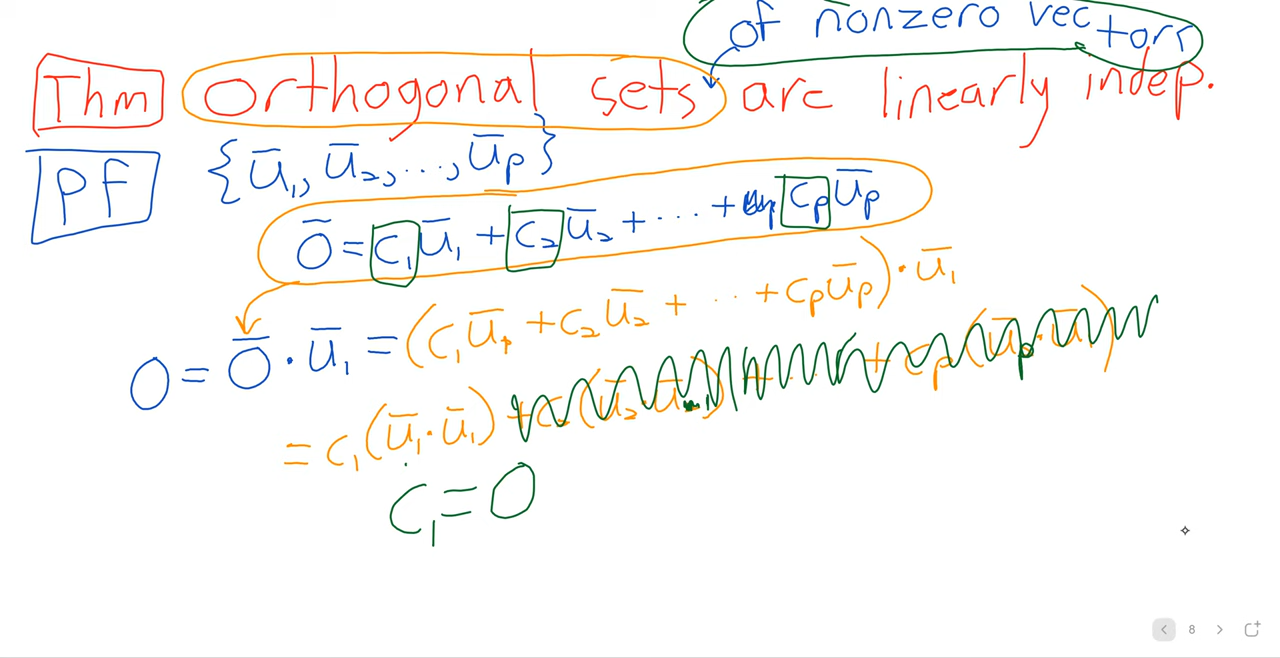 of nonzero vectors
Thm Orthogonal sets are linearly indep.
Pf {ū₁, ū₂, ..., ūₚ}
0̄ = c₁ū₁ + c₂ū₂ + ... + cₚūₚ
0 = 0̄ · ū₁ = (c₁ūₚ + c₂ū₂ + ... + cₚūₚ) · ū₁
= c₁(ū₁·ū₁) + c₂(ū₂·ū₁) + ... + cₚ(ūₚ·ū₁)
c₁ = 0
8